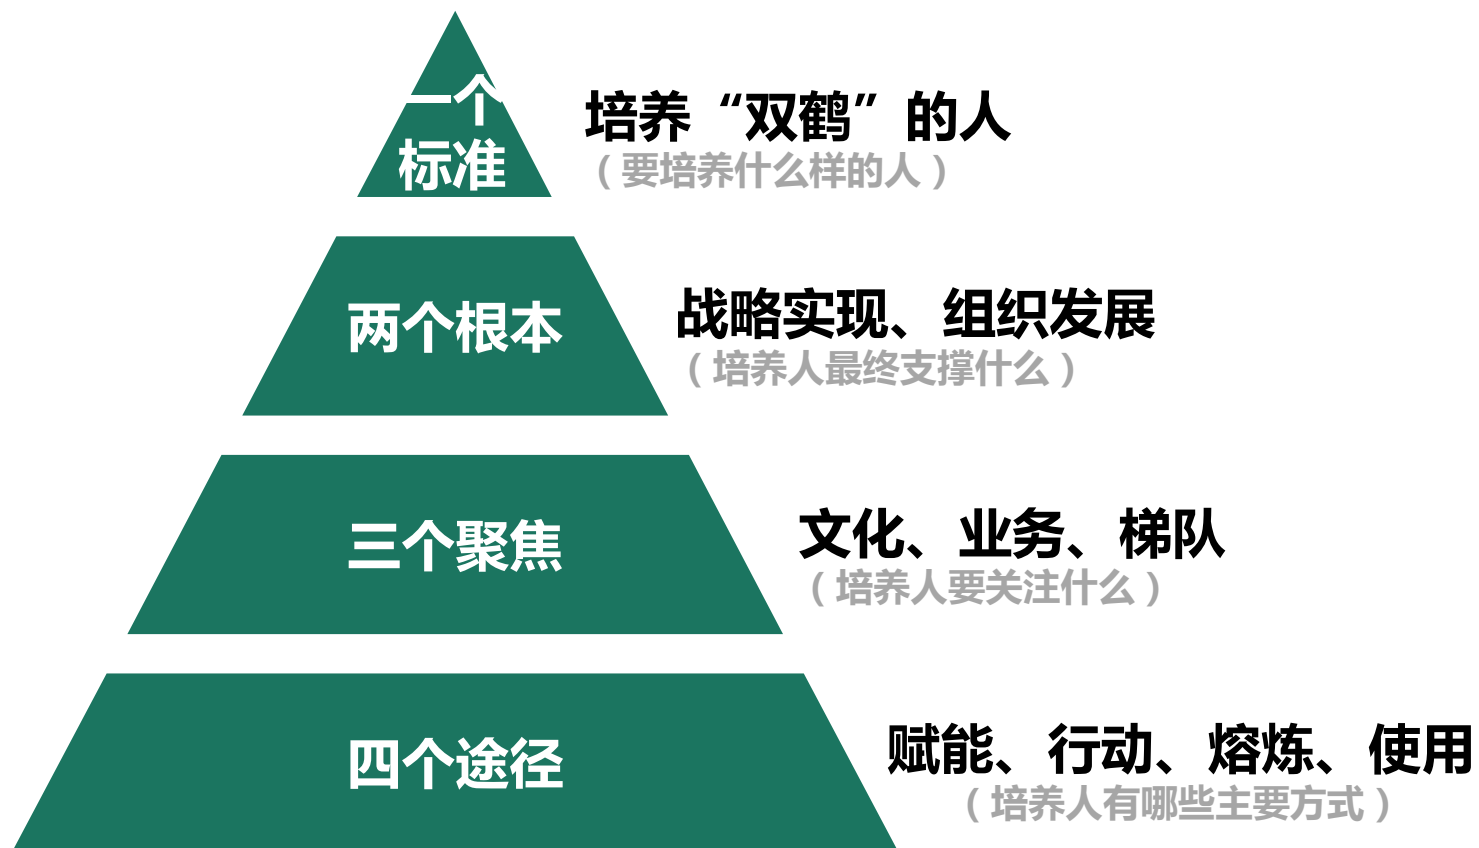 一个
标准
培养“双鹤”的人
（要培养什么样的人）
两个根本
战略实现、组织发展
（培养人最终支撑什么）
三个聚焦
文化、业务、梯队
（培养人要关注什么）
四个途径
赋能、行动、熔炼、使用
（培养人有哪些主要方式）